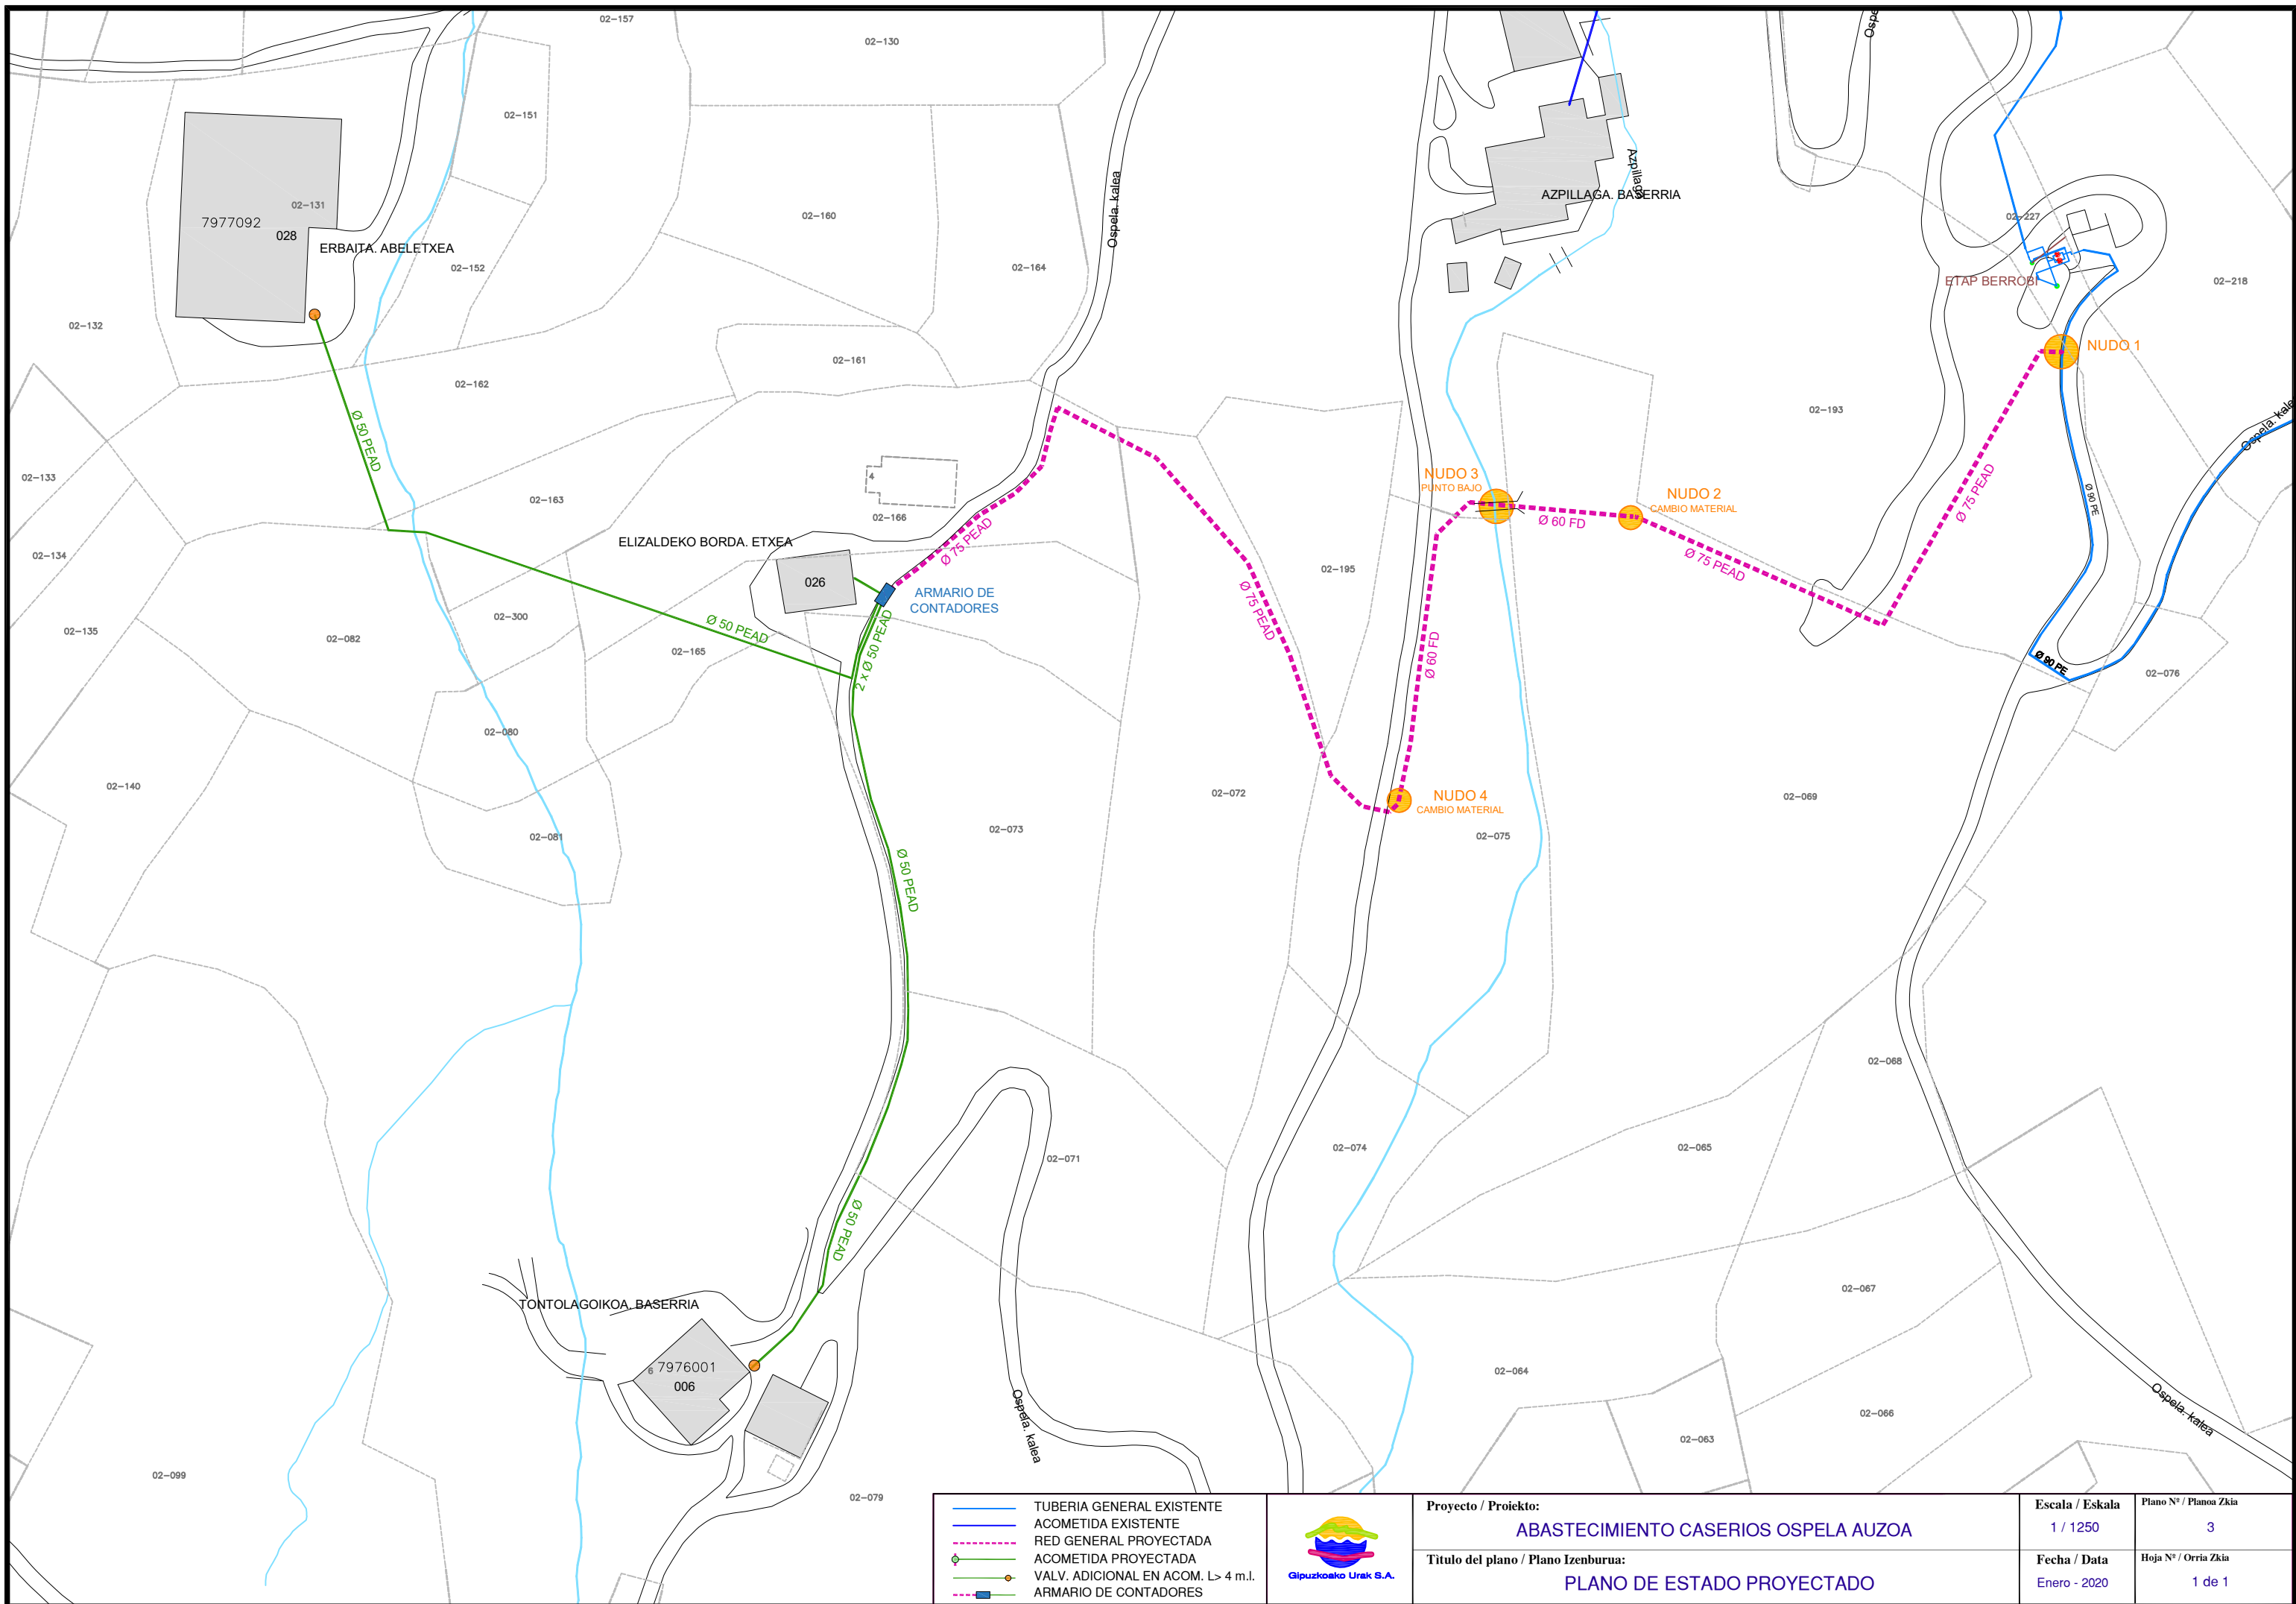 02-157
02-130
Ospela. kalea
02-151
7977092
02-131
028
ERBAITA. ABELETXEA
02-152
02-160
02-164
Azpillaga
AZPILLAGA. BASERRIA
02-227
ETAP BERROBI
02-218
02-132
02-161
02-162
NUDO 1
02-193
Ospela. kalea
Ø 50 PEAD
02-133
02-163
4
02-166
Ø 75 PEAD
NUDO 3
PUNTO BAJO
NUDO 2
CAMBIO MATERIAL
Ø 60 FD
Ø 75 PEAD
Ø 75 PEAD
Ø 90 PE
02-134
ELIZALDEKO BORDA. ETXEA
026
ARMARIO DE
CONTADORES
02-195
Ø 75 PEAD
02-135
02-082
02-300
02-165
Ø 50 PEAD
2 x Ø 50 PEAD
Ø 60 FD
Ø 90 PE
02-076
02-080
02-140
02-081
02-073
02-072
NUDO 4
CAMBIO MATERIAL
02-075
02-069
Ø 50 PEAD
02-068
02-071
02-074
02-065
Ø 50 PEAD
TONTOLAGOIKOA. BASERRIA
6 7976001
006
02-067
02-064
02-066
02-063
Ospela. kalea
Ospela. kalea
02-099
02-079
TUBERIA GENERAL EXISTENTE
ACOMETIDA EXISTENTE
RED GENERAL PROYECTADA
ACOMETIDA PROYECTADA
VALV. ADICIONAL EN ACOM. L> 4 m.l.
ARMARIO DE CONTADORES
Gipuzkoako Urak S.A.
Proyecto / Proiekto:
ABASTECIMIENTO CASERIOS OSPELA AUZOA
Titulo del plano / Plano Izenburua:
PLANO DE ESTADO PROYECTADO
Escala / Eskala
1 / 1250
Fecha / Data
Enero - 2020
Plano Nº / Planoa Zkia
3
Hoja Nº / Orria Zkia
1 de 1